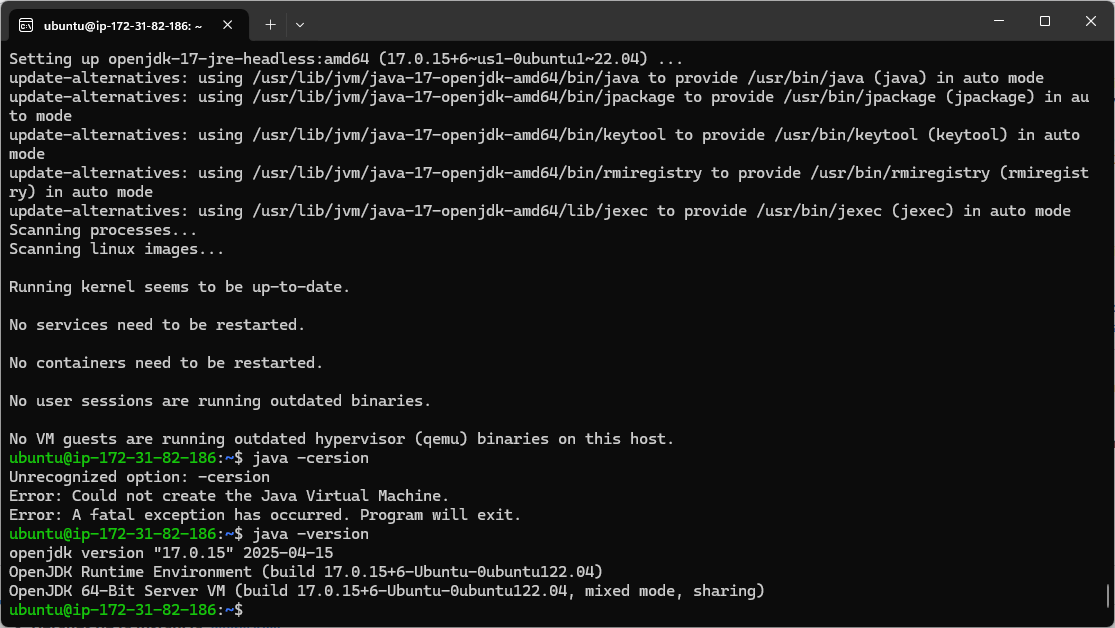 ubuntu@ip-172-31-82-186: ~
Setting up openjdk-17-jre-headless:amd64 (17.0.15+6~us1-0ubuntu1~22.04) ...
update-alternatives: using /usr/lib/jvm/java-17-openjdk-amd64/bin/java to provide /usr/bin/java (java) in auto mode
update-alternatives: using /usr/lib/jvm/java-17-openjdk-amd64/bin/jpackage to provide /usr/bin/jpackage (jpackage) in au
to mode
update-alternatives: using /usr/lib/jvm/java-17-openjdk-amd64/bin/keytool to provide /usr/bin/keytool (keytool) in auto
mode
update-alternatives: using /usr/lib/jvm/java-17-openjdk-amd64/bin/rmiregistry to provide /usr/bin/rmiregistry (rmiregist
ry) in auto mode
update-alternatives: using /usr/lib/jvm/java-17-openjdk-amd64/lib/jexec to provide /usr/bin/jexec (jexec) in auto mode
Scanning processes...
Scanning linux images...
Running kernel seems to be up-to-date.
No services need to be restarted.
No containers need to be restarted.
No user sessions are running outdated binaries.
No VM guests are running outdated hypervisor (qemu) binaries on this host.
ubuntu@ip-172-31-82-186:~$ java -cersion
Unrecognized option: -cersion
Error: Could not create the Java Virtual Machine.
Error: A fatal exception has occurred. Program will exit.
ubuntu@ip-172-31-82-186:~$ java -version
openjdk version "17.0.15" 2025-04-15
OpenJDK Runtime Environment (build 17.0.15+6-Ubuntu-0ubuntu122.04)
OpenJDK 64-Bit Server VM (build 17.0.15+6-Ubuntu-0ubuntu122.04, mixed mode, sharing)
ubuntu@ip-172-31-82-186:~$